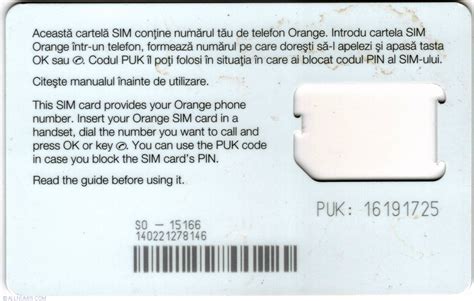 Această cartelă SIM conține numărul tău de telefon Orange. Introdu cartela SIM
Orange într-un telefon, formează numărul pe care dorești să-l apelezi și apasă tasta
OK sau ✆. Codul PUK îl poți folosi în situația în care ai blocat codul PIN al SIM-ului.
Citește manualul înainte de utilizare.
This SIM card provides your Orange phone
number. Insert your Orange SIM card in a
handset, dial the number you want to call and
press OK or key ✆. You can use the PUK code
in case you block the SIM card's PIN.
Read the guide before using it.
PUK: 16191725
SO - 15166
140221278146